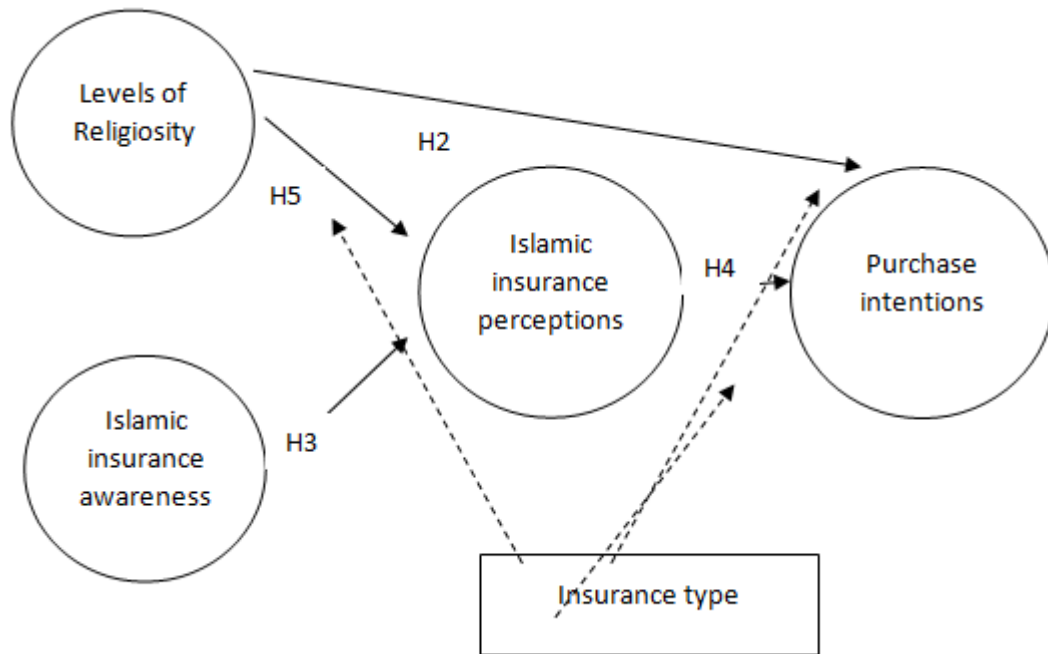 Levels of
Religiosity
H2
H5
Islamic
insurance
perceptions
H4
Purchase
intentions
Islamic
insurance
awareness
H3
Insurance type